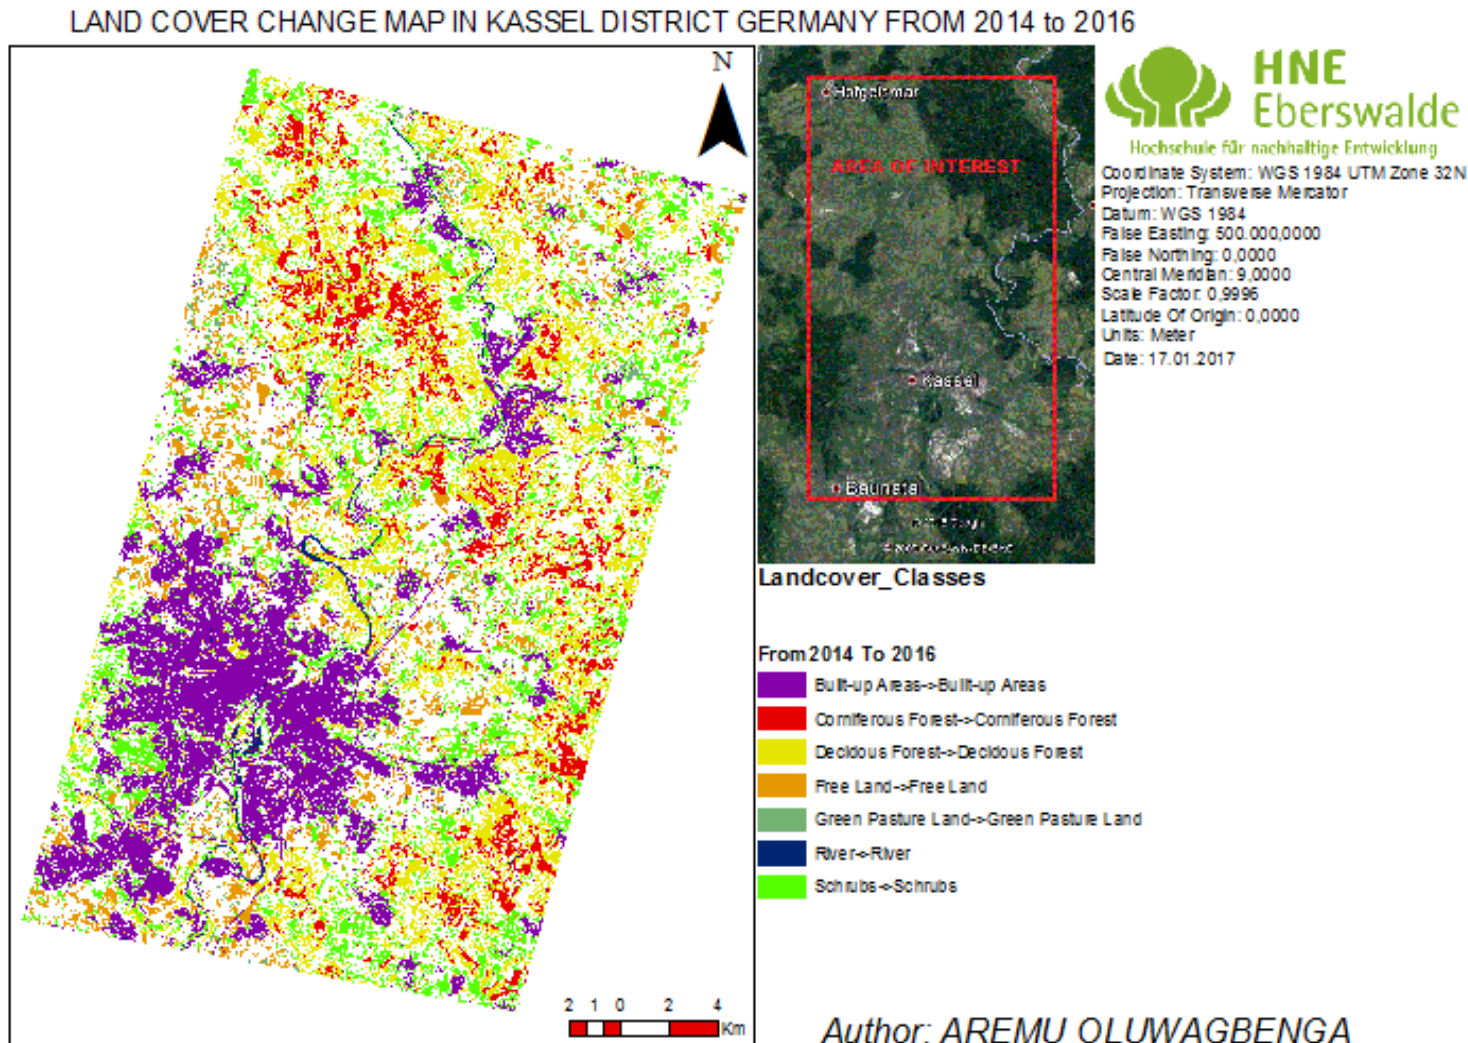 LAND COVER CHANGE MAP IN KASSEL DISTRICT GERMANY FROM 2014 to 2016
N
Hofgeismar
AREA OF INTEREST
Kassel
Baunata
HNE
Eberswalde
Hochschule für nachhaltige Entwicklung
Coordinate System: WGS 1984 UTM Zone 32N
Projection: Transverse Mercator
Datum: WGS 1984
False Easting: 500.000,0000
False Northing: 0,0000
Central Meridian: 9,0000
Scale Factor: 0,9996
Latitude Of Origin: 0,0000
Units: Meter
Date: 17.01.2017
Landcover_Classes
From 2014 To 2016
Built-up Areas->Built-up Areas
Corniferous Forest->Corniferous Forest
Decidous Forest->Decidous Forest
Free Land->Free Land
Green Pasture Land->Green Pasture Land
River->River
Schrubs->Schrubs
2 1 0 2 4
Km
Author: AREMU OLUWAGBENGA